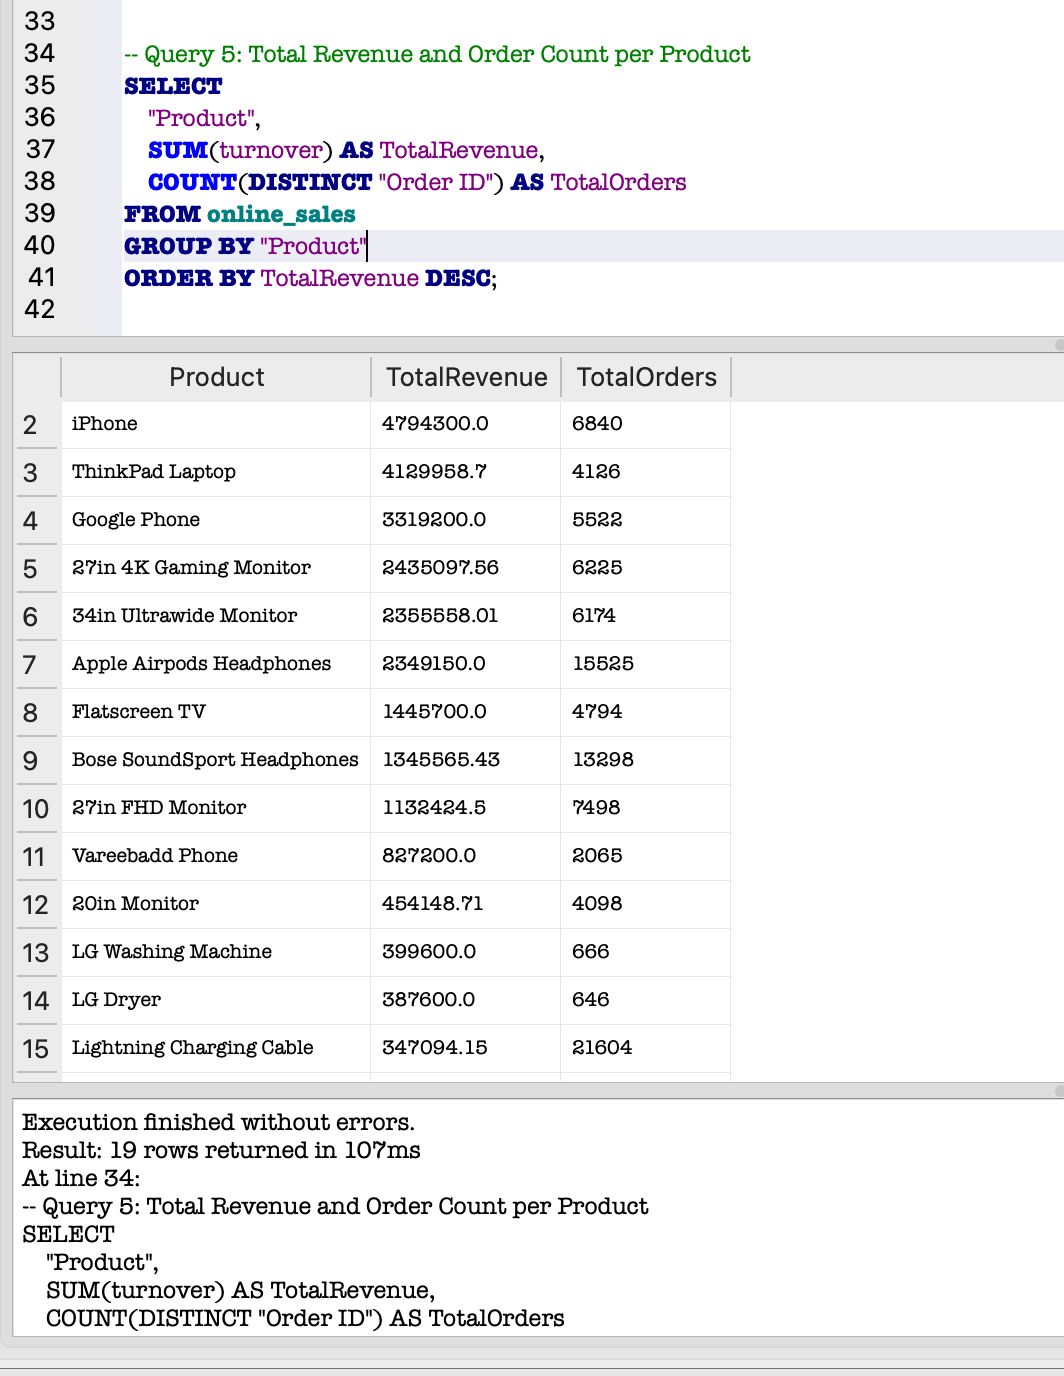 33
34 -- Query 5: Total Revenue and Order Count per Product
35 SELECT
36 "Product",
37 SUM(turnover) AS TotalRevenue,
38 COUNT(DISTINCT "Order ID") AS TotalOrders
39 FROM online_sales
40 GROUP BY "Product"
41 ORDER BY TotalRevenue DESC;
42
Product TotalRevenue TotalOrders
2 iPhone 4794300.0 6840
3 ThinkPad Laptop 4129958.7 4126
4 Google Phone 3319200.0 5522
5 27in 4K Gaming Monitor 2435097.56 6225
6 34in Ultrawide Monitor 2355558.01 6174
7 Apple Airpods Headphones 2349150.0 15525
8 Flatscreen TV 1445700.0 4794
9 Bose SoundSport Headphones 1345565.43 13298
10 27in FHD Monitor 1132424.5 7498
11 Vareebadd Phone 827200.0 2065
12 20in Monitor 454148.71 4098
13 LG Washing Machine 399600.0 666
14 LG Dryer 387600.0 646
15 Lightning Charging Cable 347094.15 21604
Execution finished without errors.
Result: 19 rows returned in 107ms
At line 34:
-- Query 5: Total Revenue and Order Count per Product
SELECT
"Product",
SUM(turnover) AS TotalRevenue,
COUNT(DISTINCT "Order ID") AS TotalOrders